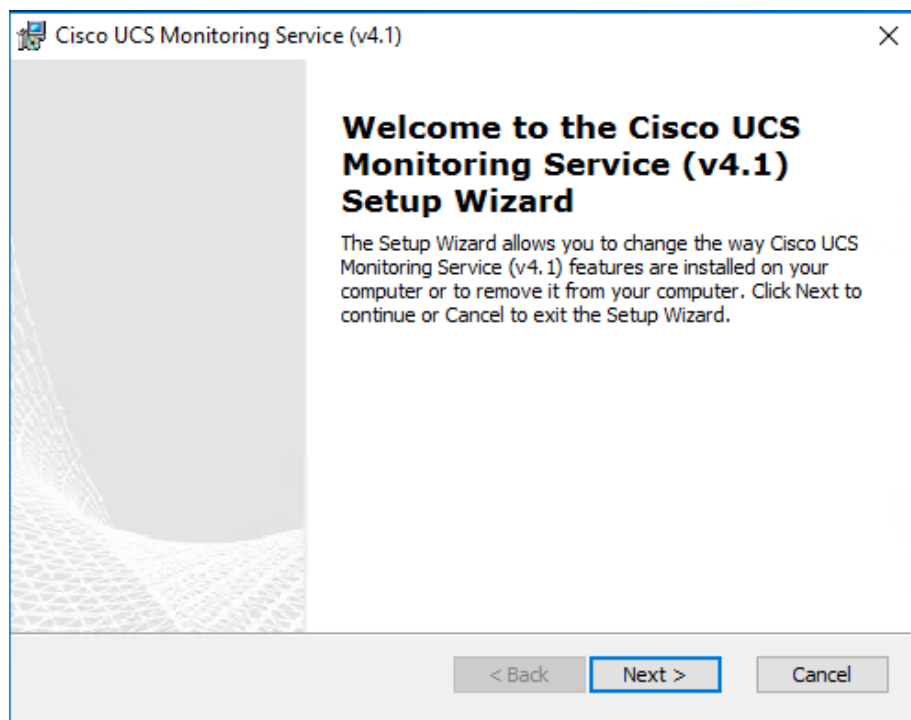 Cisco UCS Monitoring Service (v4.1)
Welcome to the Cisco UCS
Monitoring Service (v4.1)
Setup Wizard
The Setup Wizard allows you to change the way Cisco UCS
Monitoring Service (v4.1) features are installed on your
computer or to remove it from your computer. Click Next to
continue or Cancel to exit the Setup Wizard.
< Back
Next >
Cancel